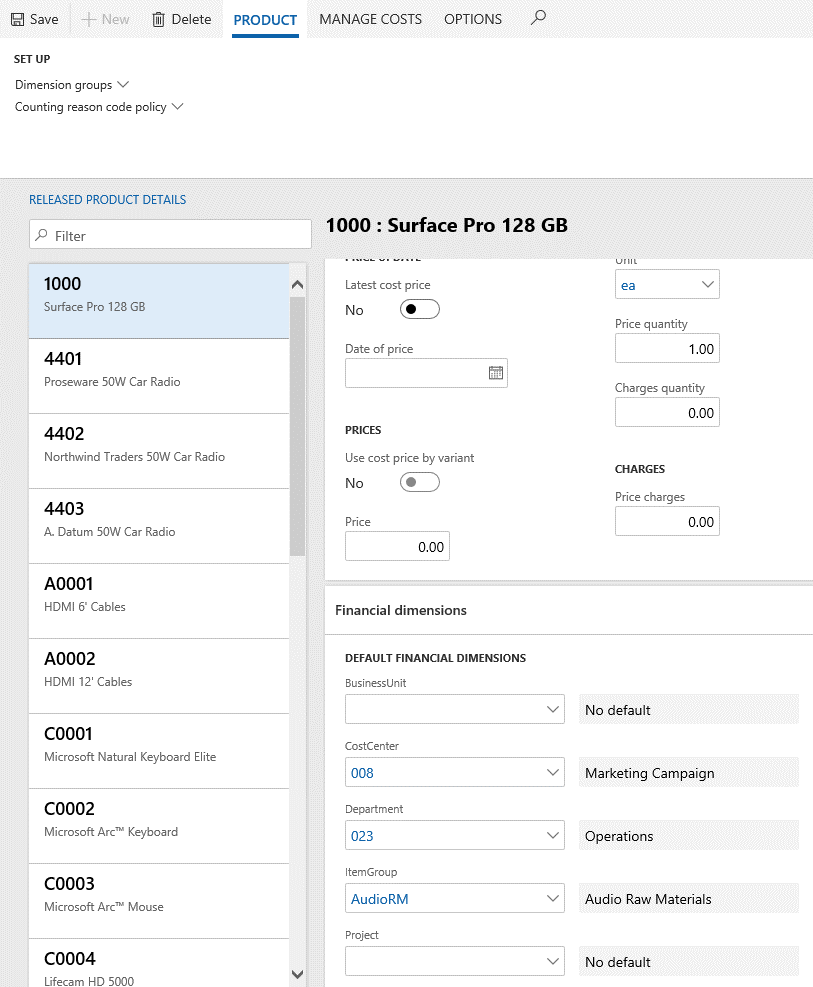 Save
New
Delete
PRODUCT
MANAGE COSTS
OPTIONS
SET UP
Dimension groups
Counting reason code policy
RELEASED PRODUCT DETAILS
Filter
1000
Surface Pro 128 GB
4401
Proseware 50W Car Radio
4402
Northwind Traders 50W Car Radio
4403
A. Datum 50W Car Radio
A0001
HDMI 6' Cables
A0002
HDMI 12' Cables
C0001
Microsoft Natural Keyboard Elite
C0002
Microsoft Arc™ Keyboard
C0003
Microsoft Arc™ Mouse
C0004
Lifecam HD 5000
1000 : Surface Pro 128 GB
PRICE UPDATE
Latest cost price
No
Date of price
PRICES
Use cost price by variant
No
Price
0.00
Unit
ea
Price quantity
1.00
Charges quantity
0.00
CHARGES
Price charges
0.00
Financial dimensions
DEFAULT FINANCIAL DIMENSIONS
BusinessUnit
No default
CostCenter
008
Marketing Campaign
Department
023
Operations
ItemGroup
AudioRM
Audio Raw Materials
Project
No default